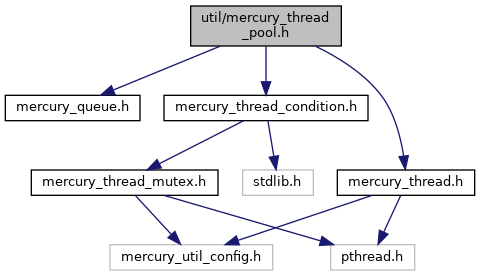 util/mercury_thread
_pool.h
mercury_queue.h
mercury_thread_condition.h
mercury_thread_mutex.h
stdlib.h
mercury_thread.h
mercury_util_config.h
pthread.h